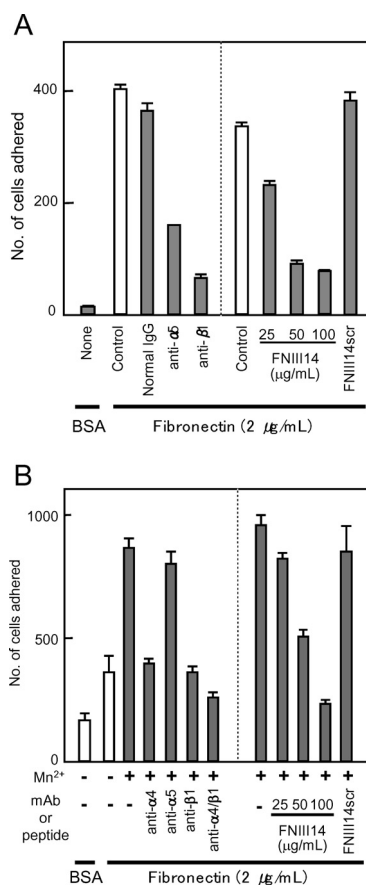 A
No. of cells adhered
400
200
0
None
Control
Normal IgG
anti-α5
anti-β1
Control
25 50 100
FNIII14
(μg/mL)
FNIII14scr
BSA
Fibronectin (2 μg/mL)
B
No. of cells adhered
1000
500
0
Mn2+ - - + + + + + + + + + +
mAb
or
peptide
- - -
anti-α4
anti-α5
anti-β1
anti-α4/β1
-
25 50 100
FNIII14
(μg/mL)
FNIII14scr
BSA
Fibronectin (2 μg/mL)